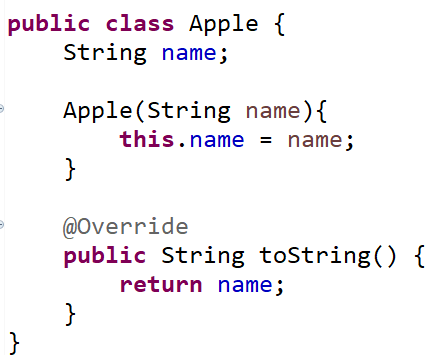 public class Apple {
    String name;
    Apple(String name){
        this.name = name;
    }
    @Override
    public String toString() {
        return name;
    }
}